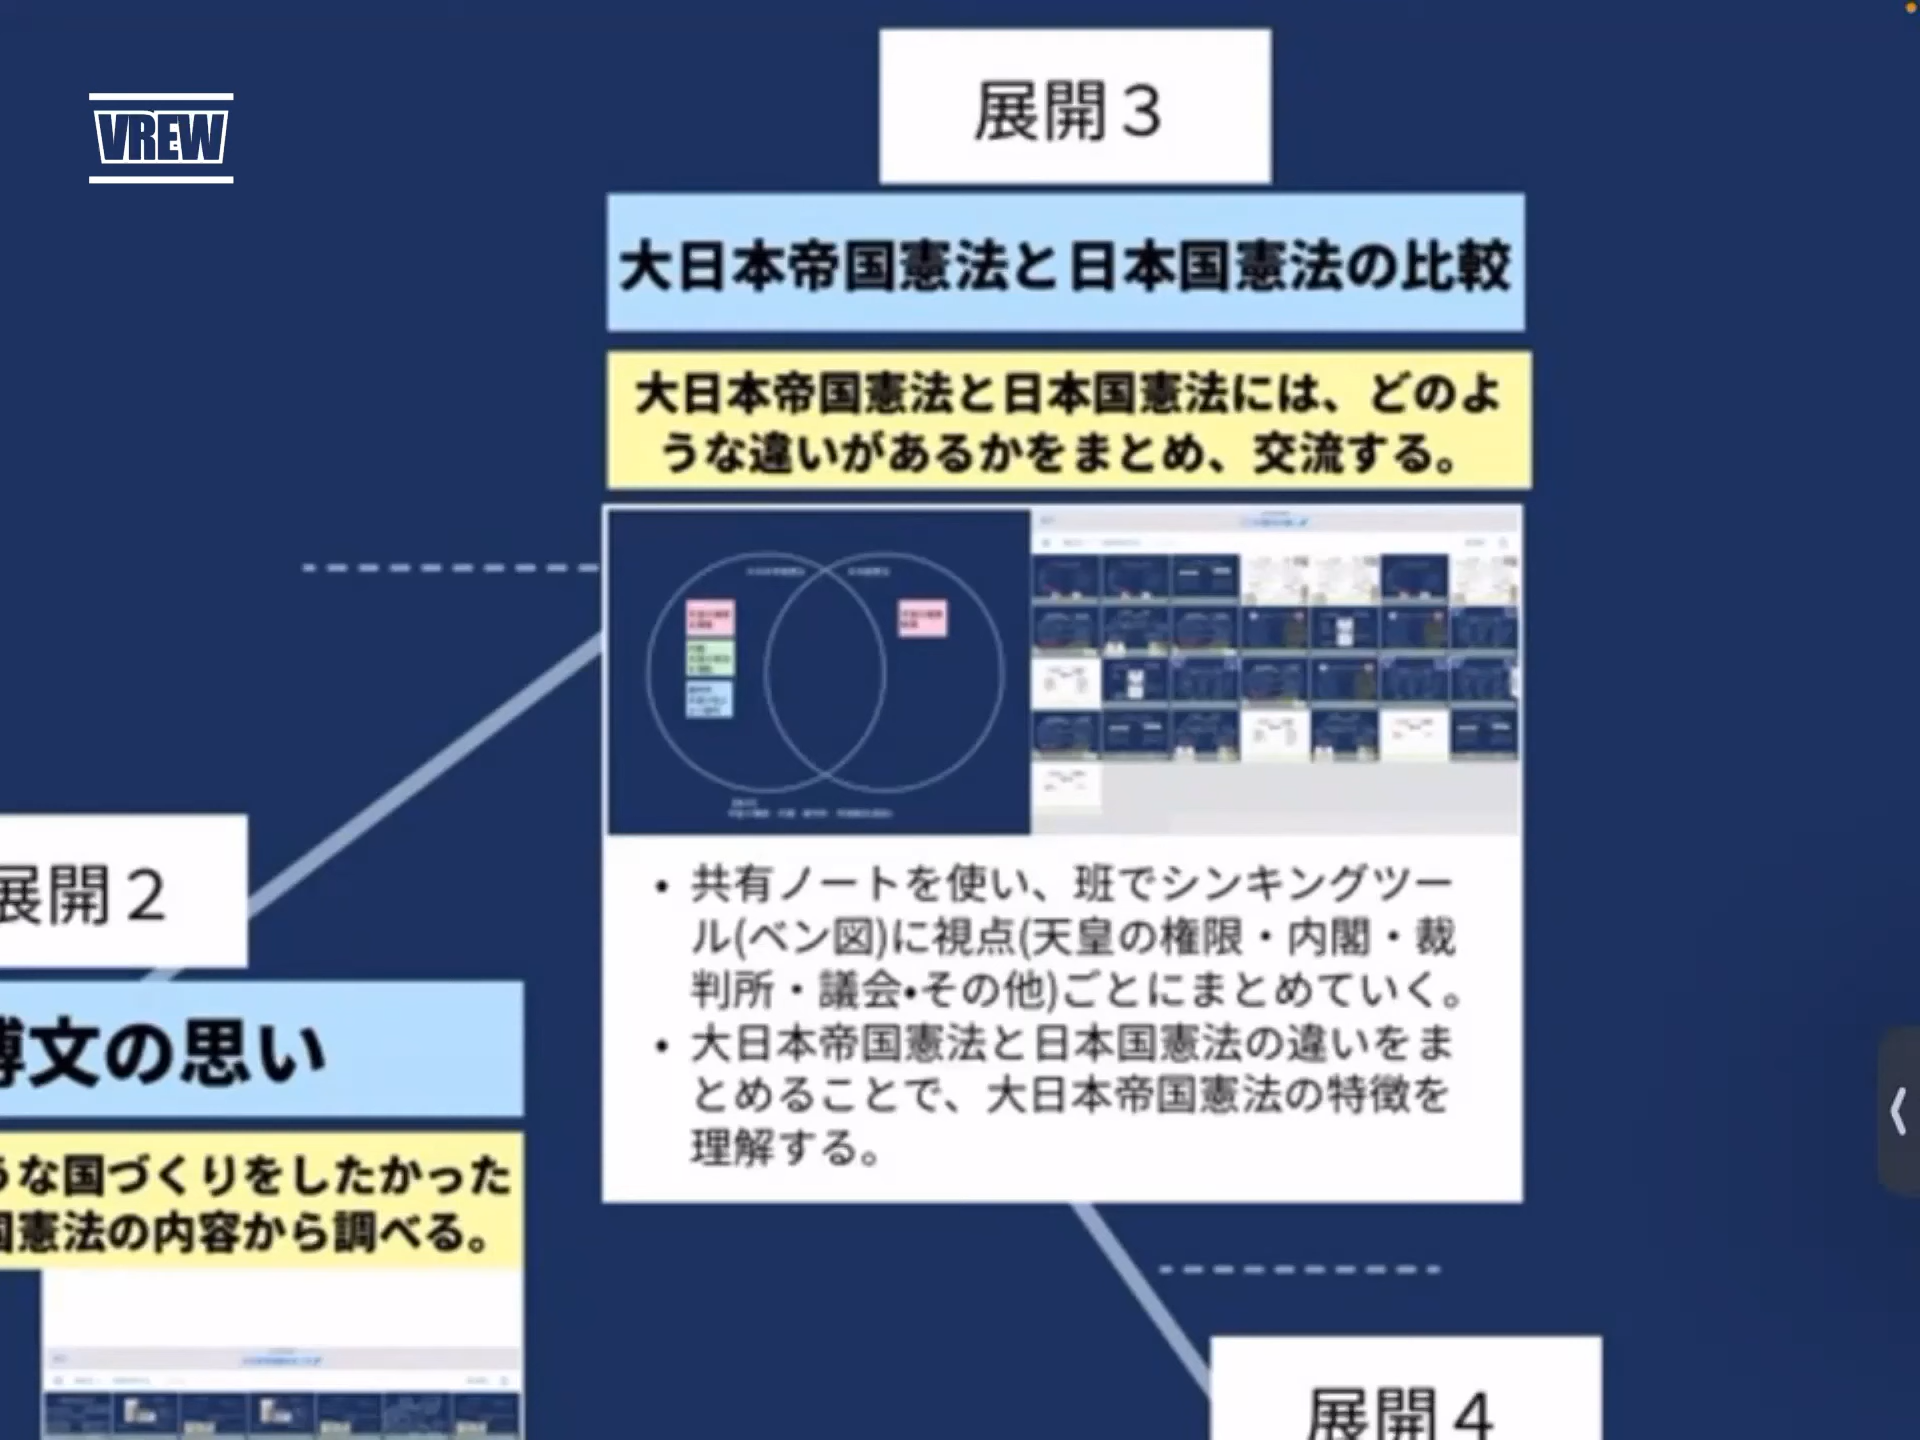 VREW
展開３
大日本帝国憲法と日本国憲法の比較
大日本帝国憲法と日本国憲法には、どのよ
うな違いがあるかをまとめ、交流する。
• 共有ノートを使い、班でシンキングツー
ル(ベン図)に視点(天皇の権限・内閣・裁
判所・議会•その他)ごとにまとめていく。
• 大日本帝国憲法と日本国憲法の違いをま
とめることで、大日本帝国憲法の特徴を
理解する。
展開２
博文の思い
うな国づくりをしたかった
国憲法の内容から調べる。
展開４